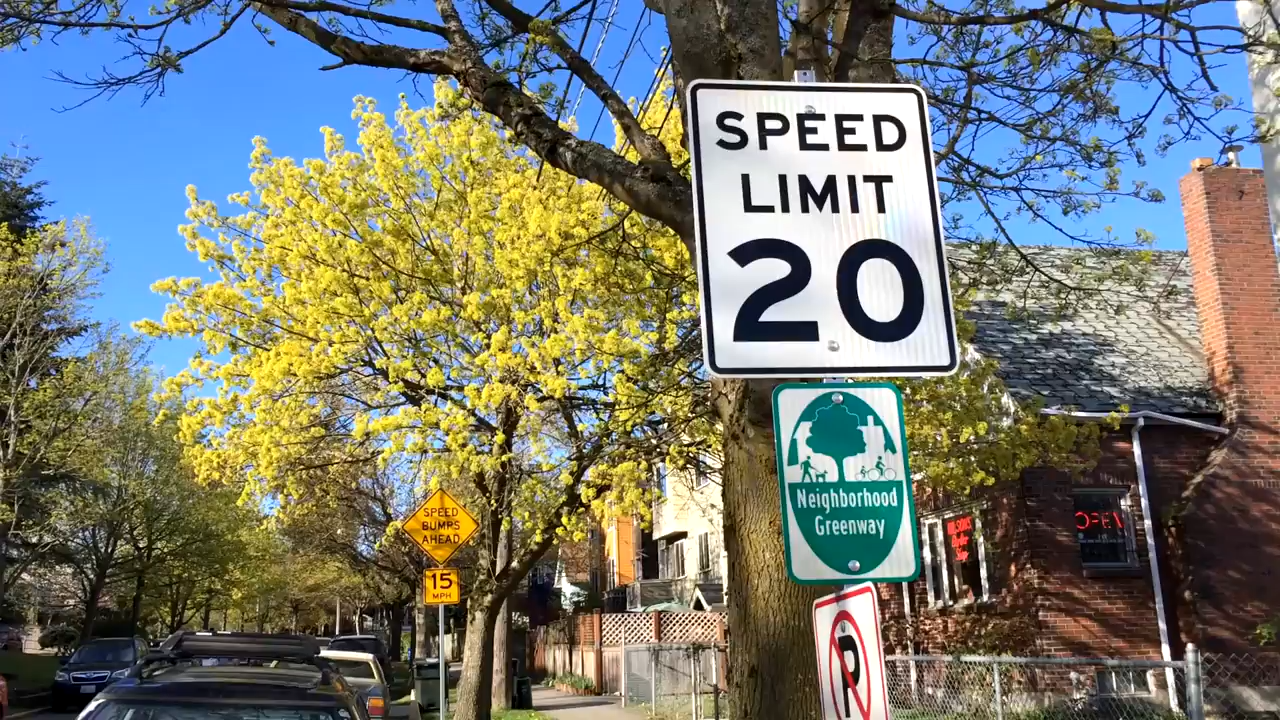 SPEED
LIMIT
20
Neighborhood
Greenway
P
SPEED
BUMPS
AHEAD
15
MPH
OPEN